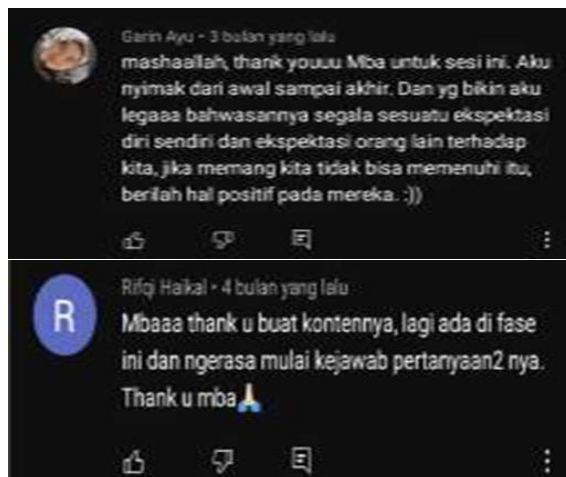 Garin Ayu • 3 bulan yang lalu
mashaallah, thank youuu Mba untuk sesi ini. Aku
nyimak dari awal sampai akhir. Dan yg bikin aku
legaaa bahwasannya segala sesuatu ekspektasi
diri sendiri dan ekspektasi orang lain terhadap
kita, jika memang kita tidak bisa memenuhi itu,
berilah hal positif pada mereka. :))
R
Rifqi Haikal • 4 bulan yang lalu
Mbaaa thank u buat kontennya, lagi ada di fase
ini dan ngerasa mulai kejawab pertanyaan2 nya.
Thank u mba🙏